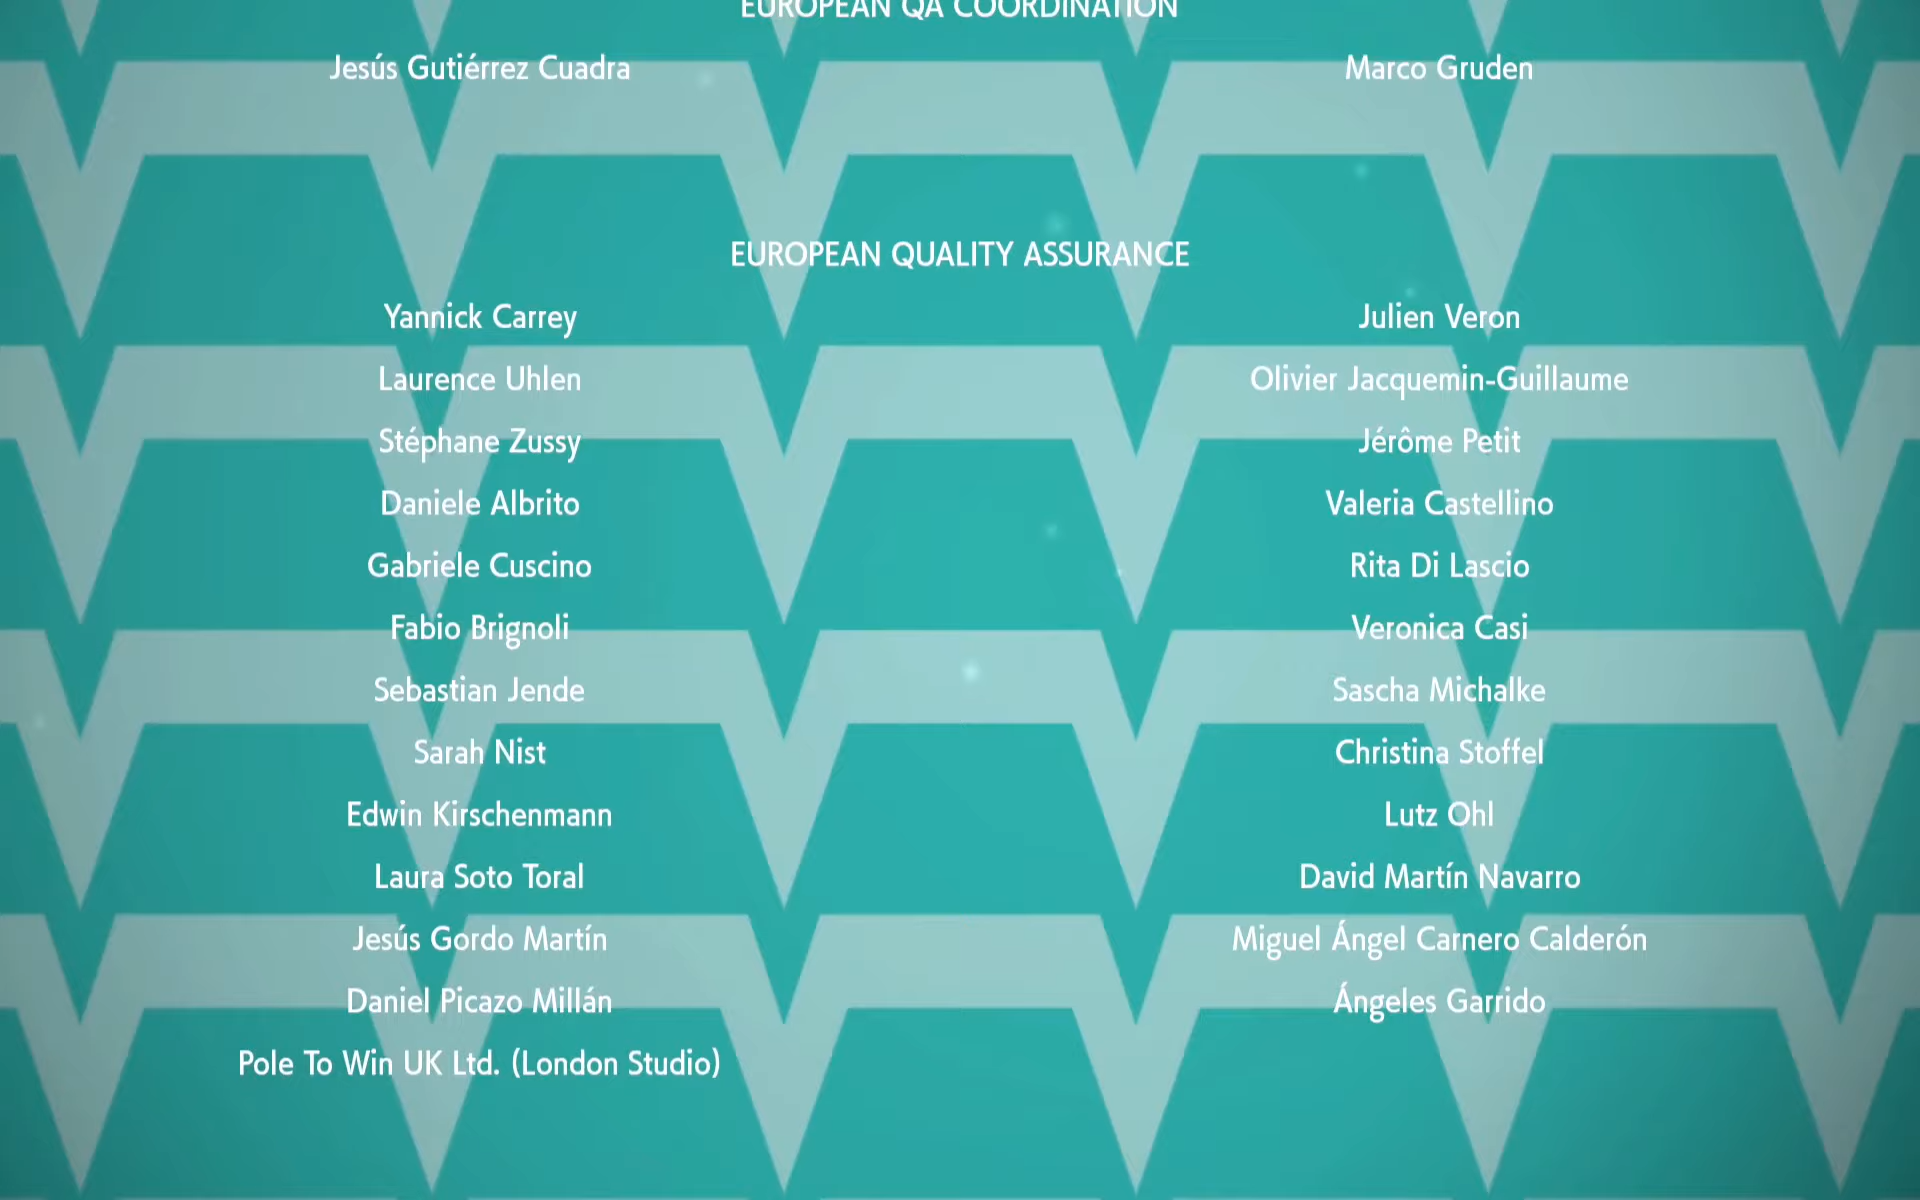 EUROPEAN QA COORDINATION
Jesús Gutiérrez Cuadra Marco Gruden
EUROPEAN QUALITY ASSURANCE
Yannick Carrey Julien Veron
Laurence Uhlen Olivier Jacquemin-Guillaume
Stéphane Zussy Jérôme Petit
Daniele Albrito Valeria Castellino
Gabriele Cuscino Rita Di Lascio
Fabio Brignoli Veronica Casi
Sebastian Jende Sascha Michalke
Sarah Nist Christina Stoffel
Edwin Kirschenmann Lutz Ohl
Laura Soto Toral David Martín Navarro
Jesús Gordo Martín Miguel Ángel Carnero Calderón
Daniel Picazo Millán Ángeles Garrido
Pole To Win UK Ltd. (London Studio)